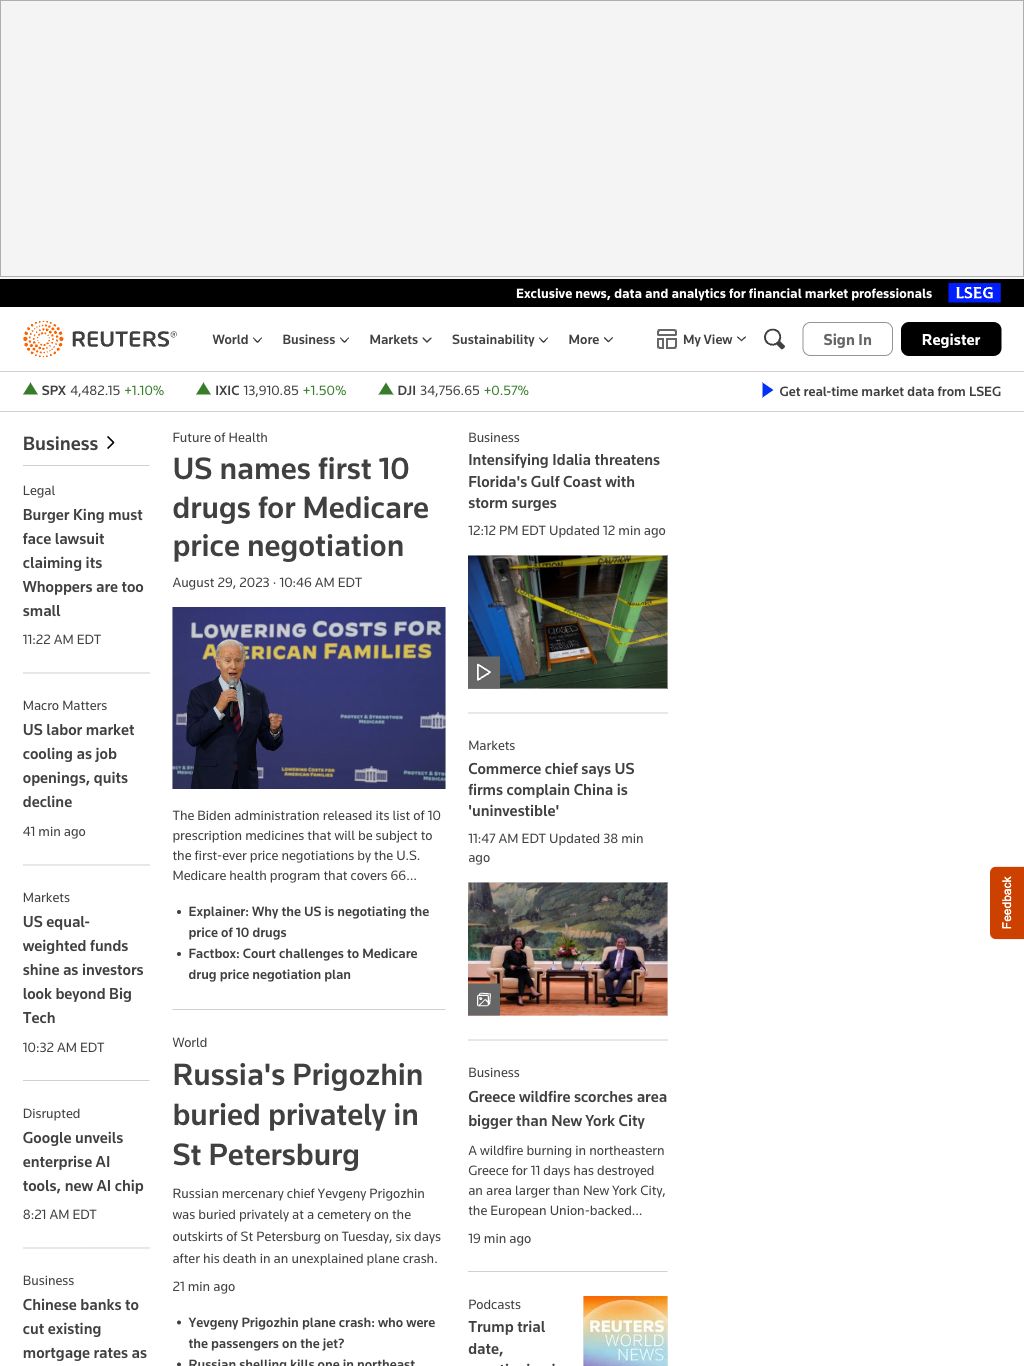 Exclusive news, data and analytics for financial market professionals LSEG
REUTERS®
World
Business
Markets
Sustainability
More
My View
Sign In
Register
SPX 4,482.15 +1.10%
IXIC 13,910.85 +1.50%
DJI 34,756.65 +0.57%
Get real-time market data from LSEG
Business
Legal
Burger King must
face lawsuit
claiming its
Whoppers are too
small
11:22 AM EDT
Macro Matters
US labor market
cooling as job
openings, quits
decline
41 min ago
Markets
US equal-
weighted funds
shine as investors
look beyond Big
Tech
10:32 AM EDT
Disrupted
Google unveils
enterprise AI
tools, new AI chip
8:21 AM EDT
Business
Chinese banks to
cut existing
mortgage rates as
Future of Health
US names first 10
drugs for Medicare
price negotiation
August 29, 2023 · 10:46 AM EDT
LOWERING COSTS FOR
AMERICAN FAMILIES
PROTECT & STRENGTHEN
MEDICARE
LOWERING COSTS FOR
AMERICAN FAMILIES
The Biden administration released its list of 10
prescription medicines that will be subject to
the first-ever price negotiations by the U.S.
Medicare health program that covers 66...
• Explainer: Why the US is negotiating the
price of 10 drugs
• Factbox: Court challenges to Medicare
drug price negotiation plan
World
Russia's Prigozhin
buried privately in
St Petersburg
Russian mercenary chief Yevgeny Prigozhin
was buried privately at a cemetery on the
outskirts of St Petersburg on Tuesday, six days
after his death in an unexplained plane crash.
21 min ago
• Yevgeny Prigozhin plane crash: who were
the passengers on the jet?
• Russian shelling kills one in northeast
Business
Intensifying Idalia threatens
Florida's Gulf Coast with
storm surges
12:12 PM EDT Updated 12 min ago
CAUTION
CLOSED
Markets
Commerce chief says US
firms complain China is
'uninvestible'
11:47 AM EDT Updated 38 min
ago
Business
Greece wildfire scorches area
bigger than New York City
A wildfire burning in northeastern
Greece for 11 days has destroyed
an area larger than New York City,
the European Union-backed...
19 min ago
Podcasts
Trump trial
date,
REUTERS
WORLD
NEWS
Feedback